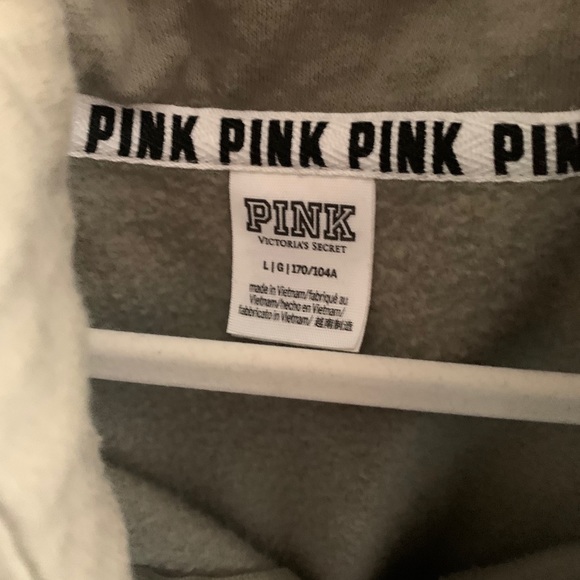 PINK PINK PINK PIN
PINK
VICTORIA'S SECRET
L | G | 170/104A
made in Vietnam/fabriqué au
Vietnam/hecho en Vietnam/
fabbricato in Vietnam/ 越南制造